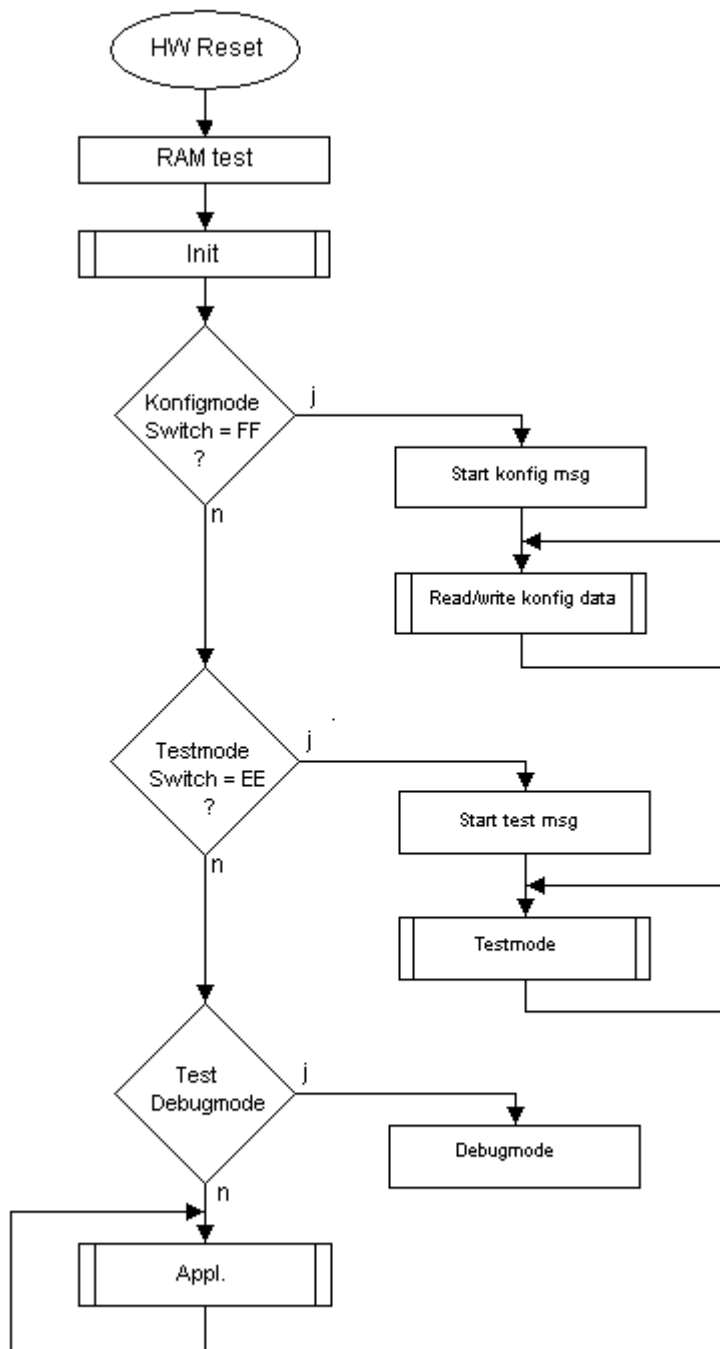 HW Reset
RAM test
Init
Konfigmode
Switch = FF
?
j
n
Start konfig msg
Read/write konfig data
Testmode
Switch = EE
?
j
n
Start test msg
Testmode
Test
Debugmode
j
n
Debugmode
Appl.